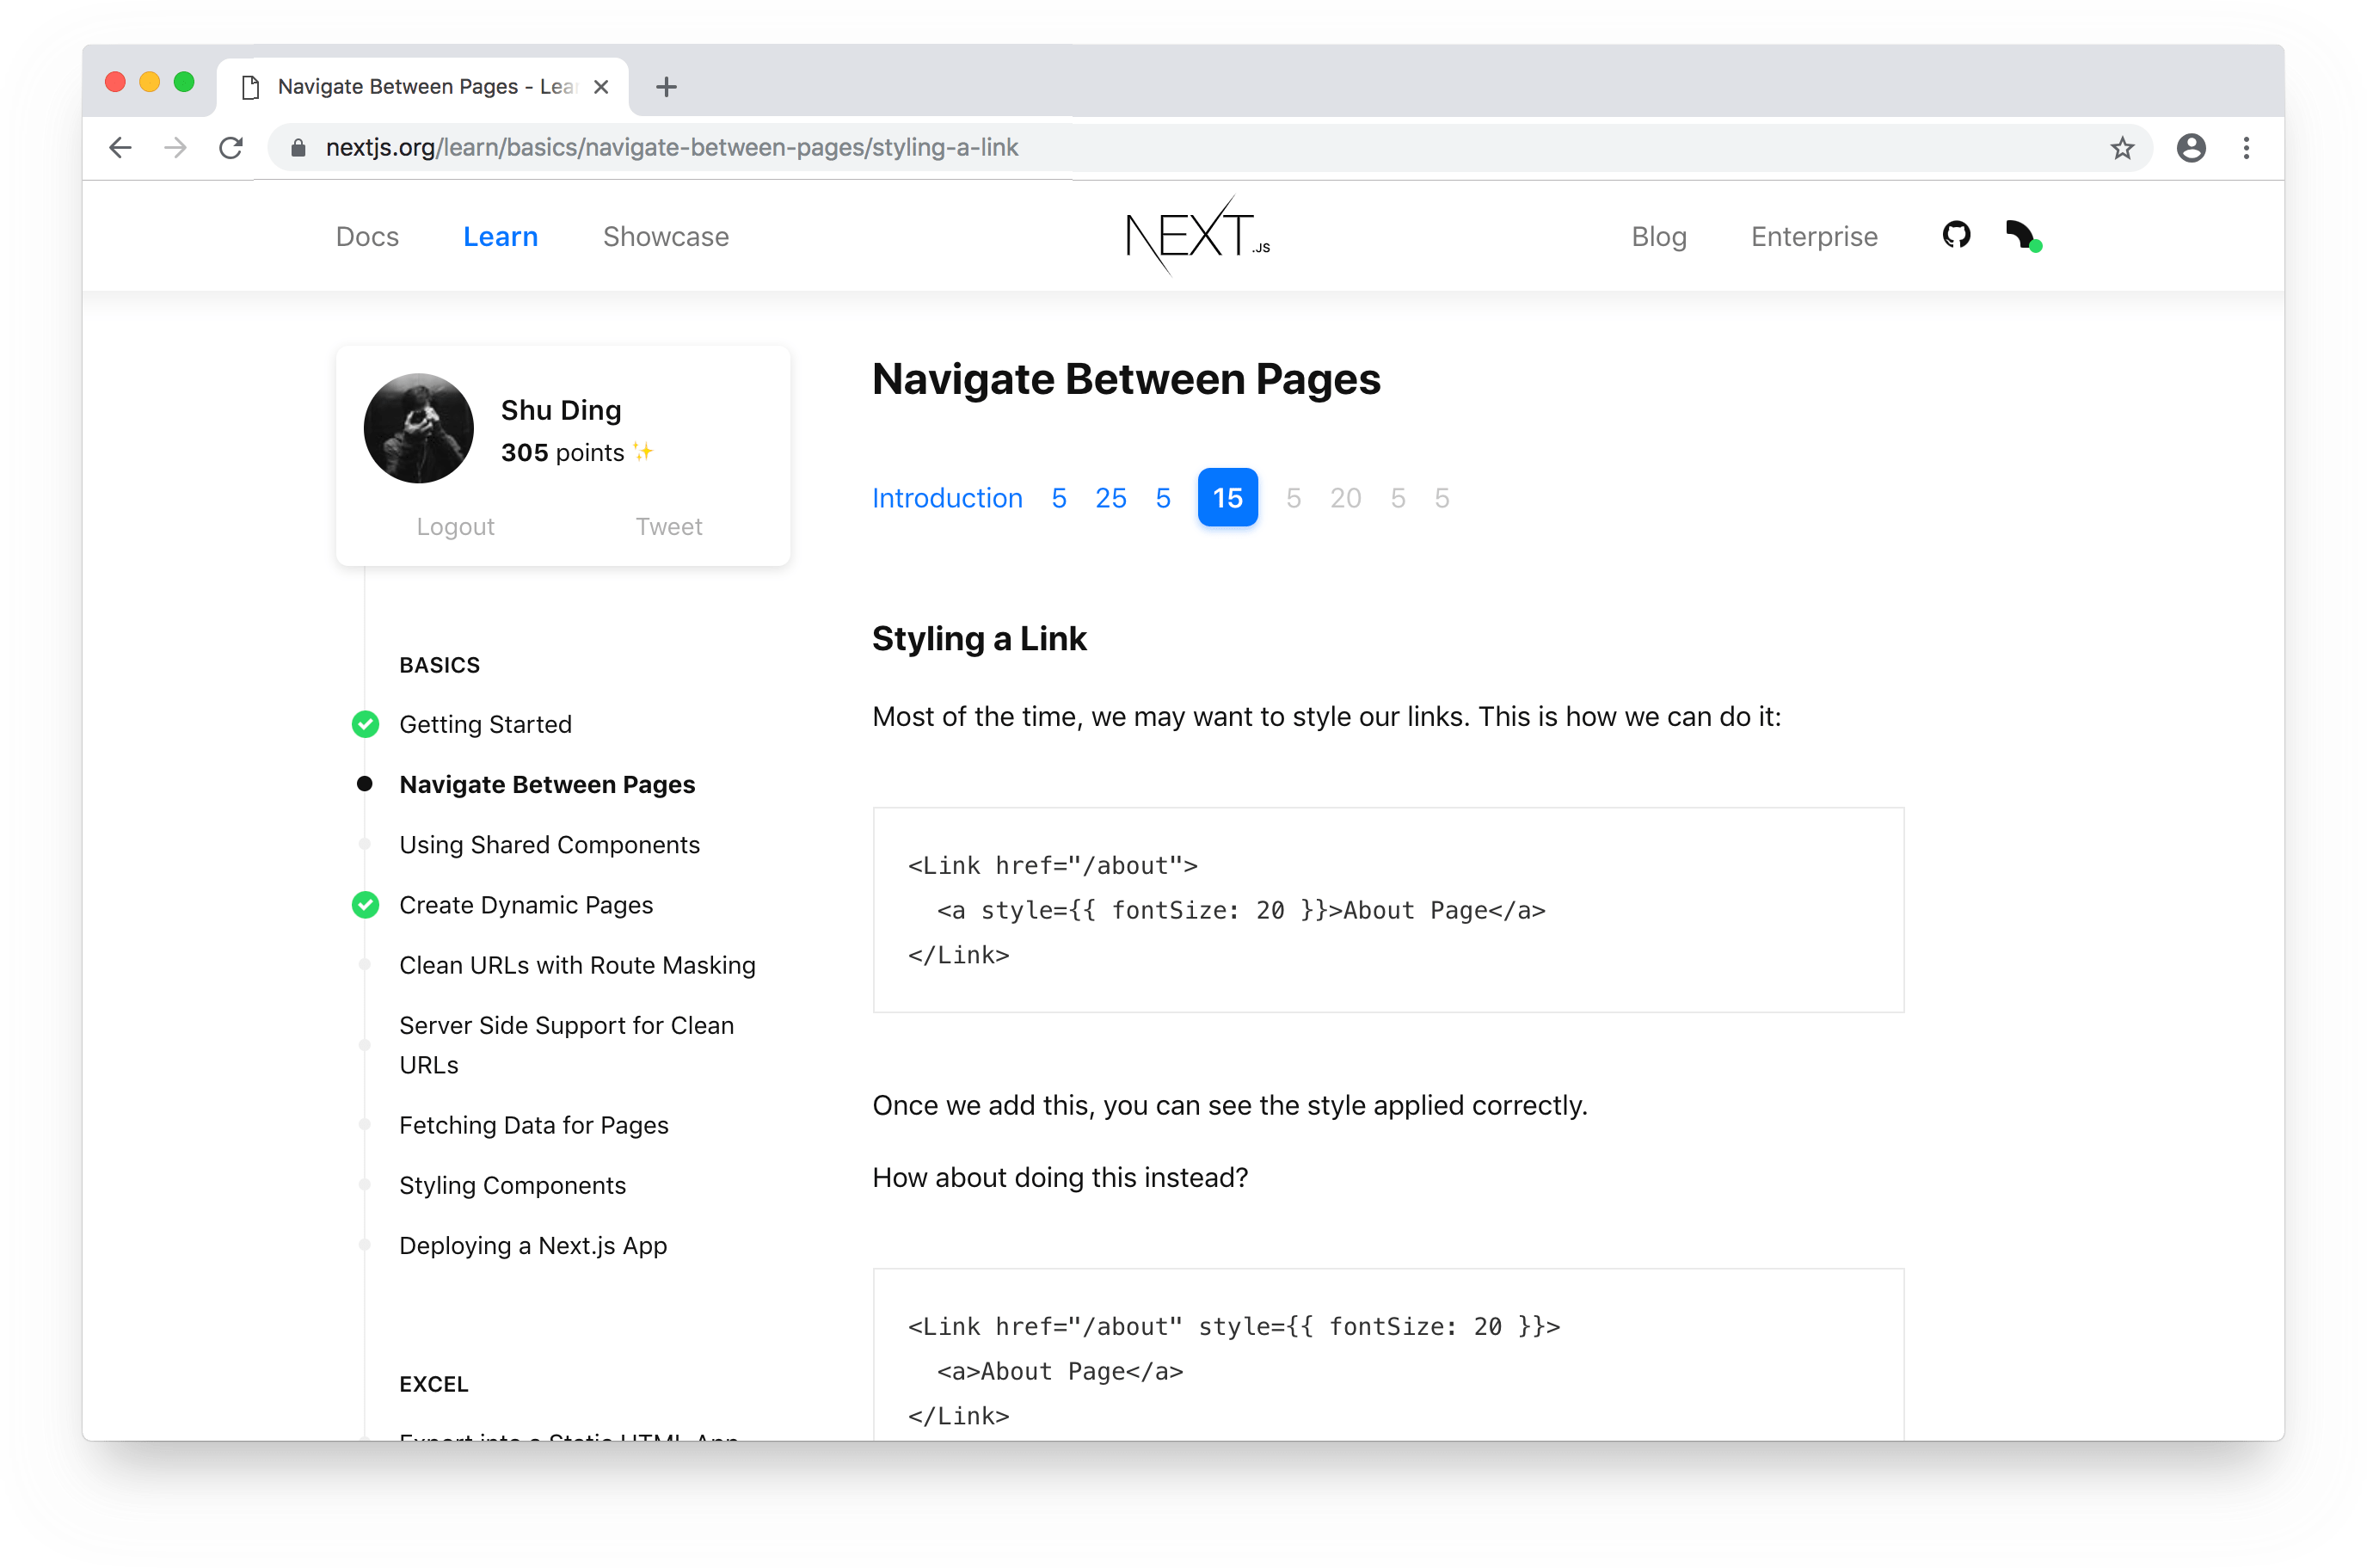 Navigate Between Pages - Lear
nextjs.org/learn/basics/navigate-between-pages/styling-a-link
Docs Learn Showcase NEXT.JS Blog Enterprise
Shu Ding
305 points ✨
Logout Tweet
BASICS
Getting Started
Navigate Between Pages
Using Shared Components
Create Dynamic Pages
Clean URLs with Route Masking
Server Side Support for Clean
URLs
Fetching Data for Pages
Styling Components
Deploying a Next.js App
EXCEL
Export into a Static HTML App
Navigate Between Pages
Introduction 5 25 5 15 5 20 5 5
Styling a Link
Most of the time, we may want to style our links. This is how we can do it:
<Link href="/about">
  <a style={{ fontSize: 20 }}>About Page</a>
</Link>
Once we add this, you can see the style applied correctly.
How about doing this instead?
<Link href="/about" style={{ fontSize: 20 }}>
  <a>About Page</a>
</Link>